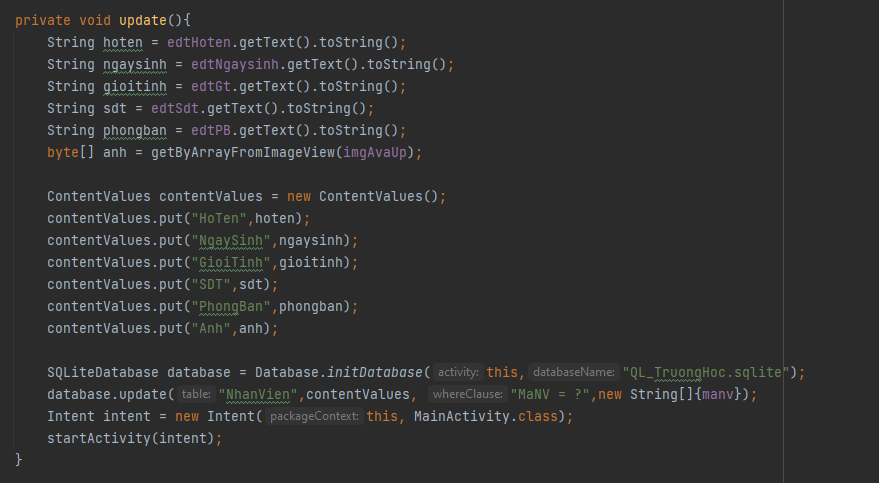 private void update(){
String hoten = edtHoten.getText().toString();
String ngaysinh = edtNgaysinh.getText().toString();
String gioitinh = edtGt.getText().toString();
String sdt = edtSdt.getText().toString();
String phongban = edtPB.getText().toString();
byte[] anh = getByArrayFromImageView(imgAvaUp);
ContentValues contentValues = new ContentValues();
contentValues.put("HoTen",hoten);
contentValues.put("NgaySinh",ngaysinh);
contentValues.put("GioiTinh",gioitinh);
contentValues.put("SDT",sdt);
contentValues.put("PhongBan",phongban);
contentValues.put("Anh",anh);
SQLiteDatabase database = Database.initDatabase( activity: this, databaseName: "QL_TruongHoc.sqlite");
database.update( table: "NhanVien",contentValues, whereClause: "MaNV = ?",new String[]{manv});
Intent intent = new Intent( packageContext: this, MainActivity.class);
startActivity(intent);
}